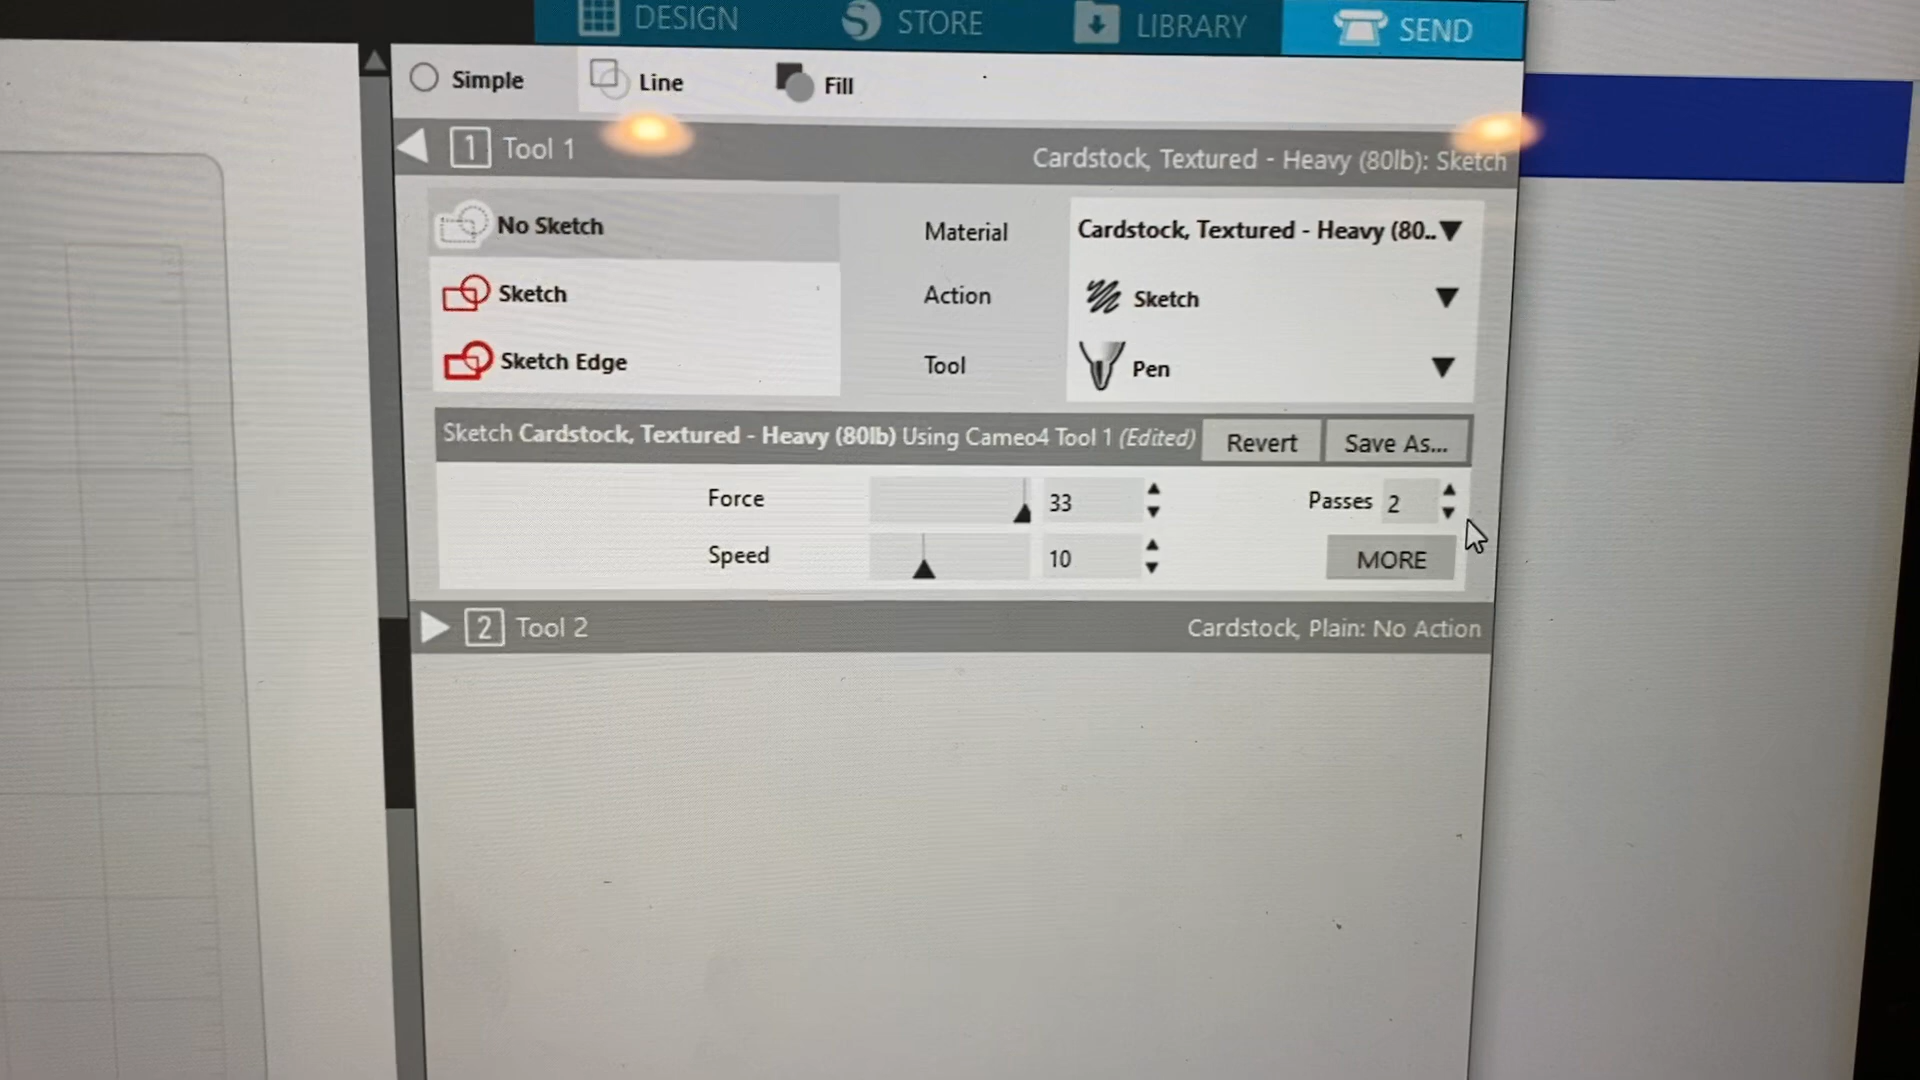 DESIGN STORE LIBRARY SEND
Simple Line Fill
1 Tool 1 Cardstock, Textured - Heavy (80lb): Sketch
No Sketch Material Cardstock, Textured - Heavy (80..
Sketch Action Sketch
Sketch Edge Tool Pen
Sketch Cardstock, Textured - Heavy (80lb) Using Cameo4 Tool 1 (Edited) Revert Save As...
Force 33 Passes 2
Speed 10 MORE
2 Tool 2 Cardstock, Plain: No Action